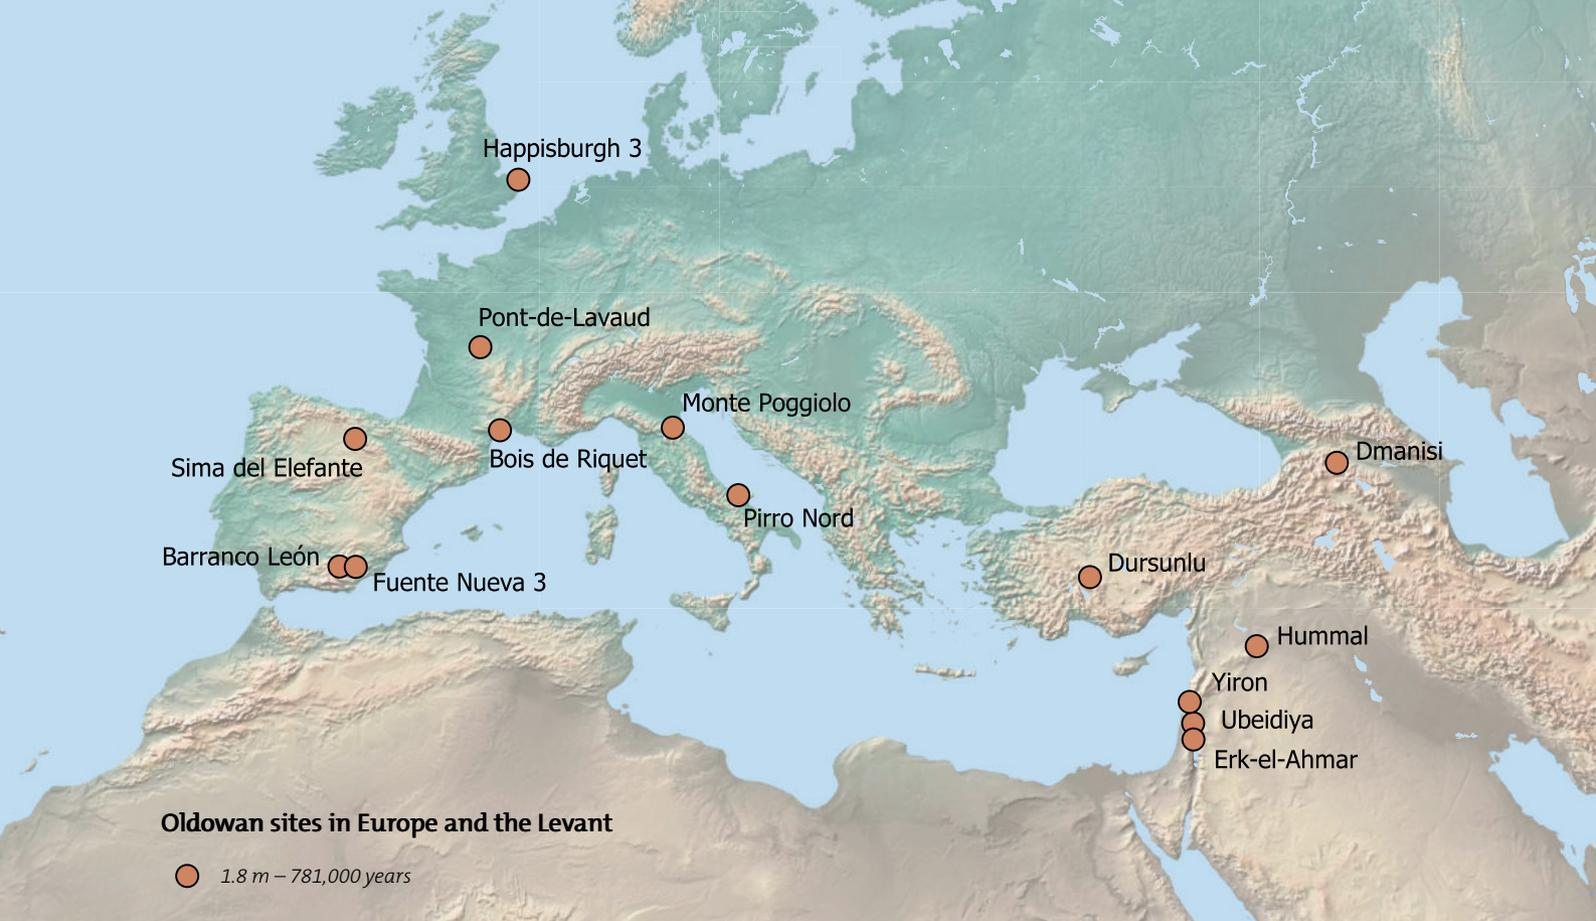 Happisburgh 3
Pont-de-Lavaud
Monte Poggiolo
Dmanisi
Sima del Elefante
Bois de Riquet
Pirro Nord
Barranco León
Fuente Nueva 3
Dursunlu
Hummal
Yiron
Ubeidiya
Erk-el-Ahmar
Oldowan sites in Europe and the Levant
1.8 m – 781,000 years